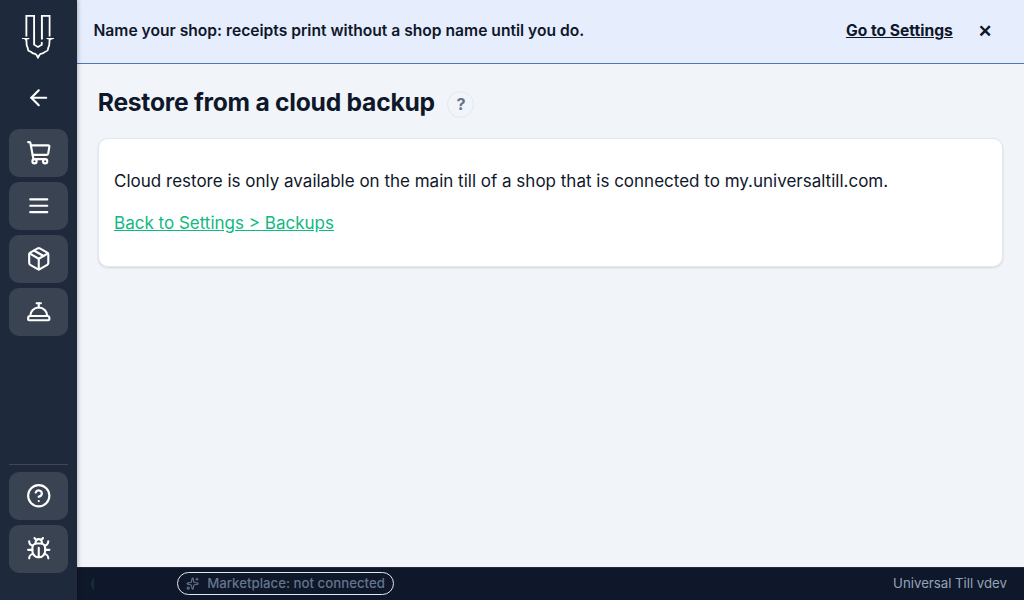 Name your shop: receipts print without a shop name until you do.
Go to Settings ✕
Restore from a cloud backup ?
Cloud restore is only available on the main till of a shop that is connected to my.universaltill.com.
Back to Settings > Backups
Marketplace: not connected
Universal Till vdev